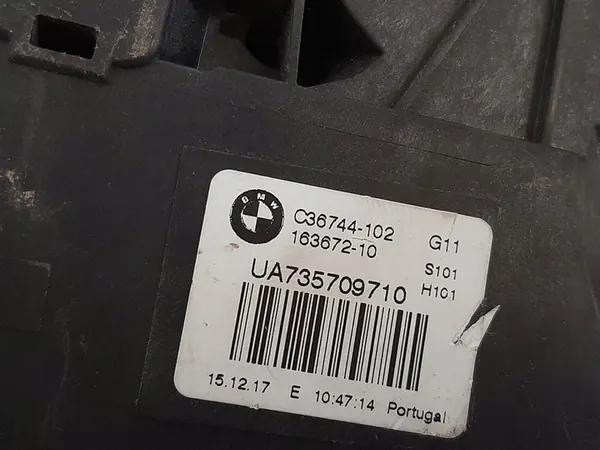 BMW
C36744-102 G11
163672-10 S101
UA735709710 H101
15.12.17 E 10:47:14 Portugal